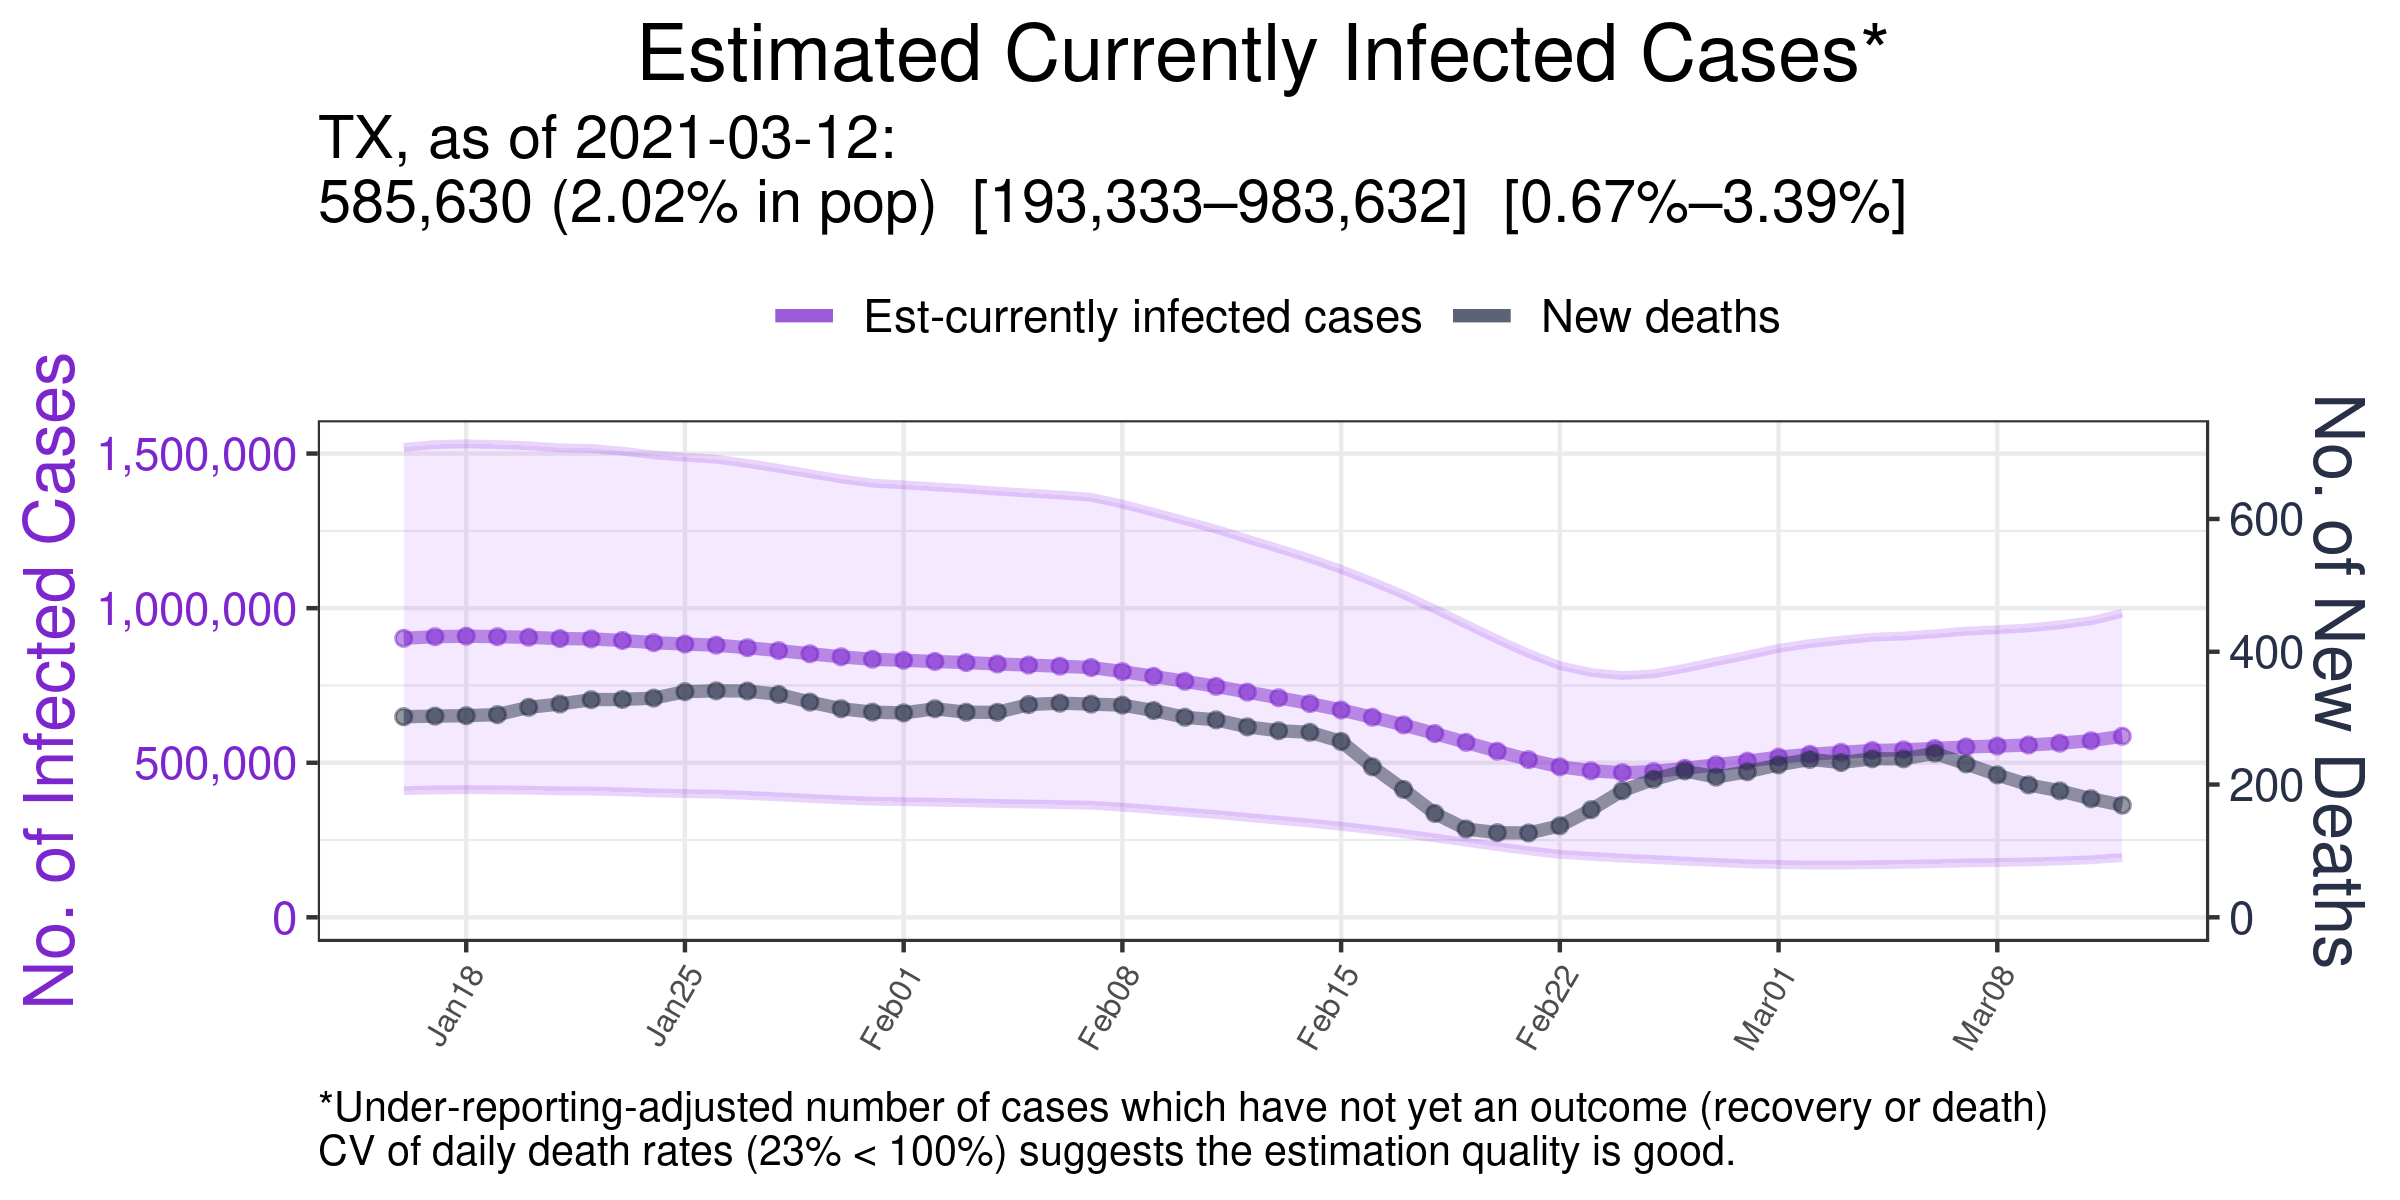 Estimated Currently Infected Cases*
TX, as of 2021-03-12:
585,630 (2.02% in pop) [193,333–983,632] [0.67%–3.39%]
Est-currently infected cases
New deaths
No. of Infected Cases
1,500,000
1,000,000
500,000
0
600
400
200
0
No. of New Deaths
Jan18
Jan25
Feb01
Feb08
Feb15
Feb22
Mar01
Mar08
*Under-reporting-adjusted number of cases which have not yet an outcome (recovery or death)
CV of daily death rates (23% < 100%) suggests the estimation quality is good.